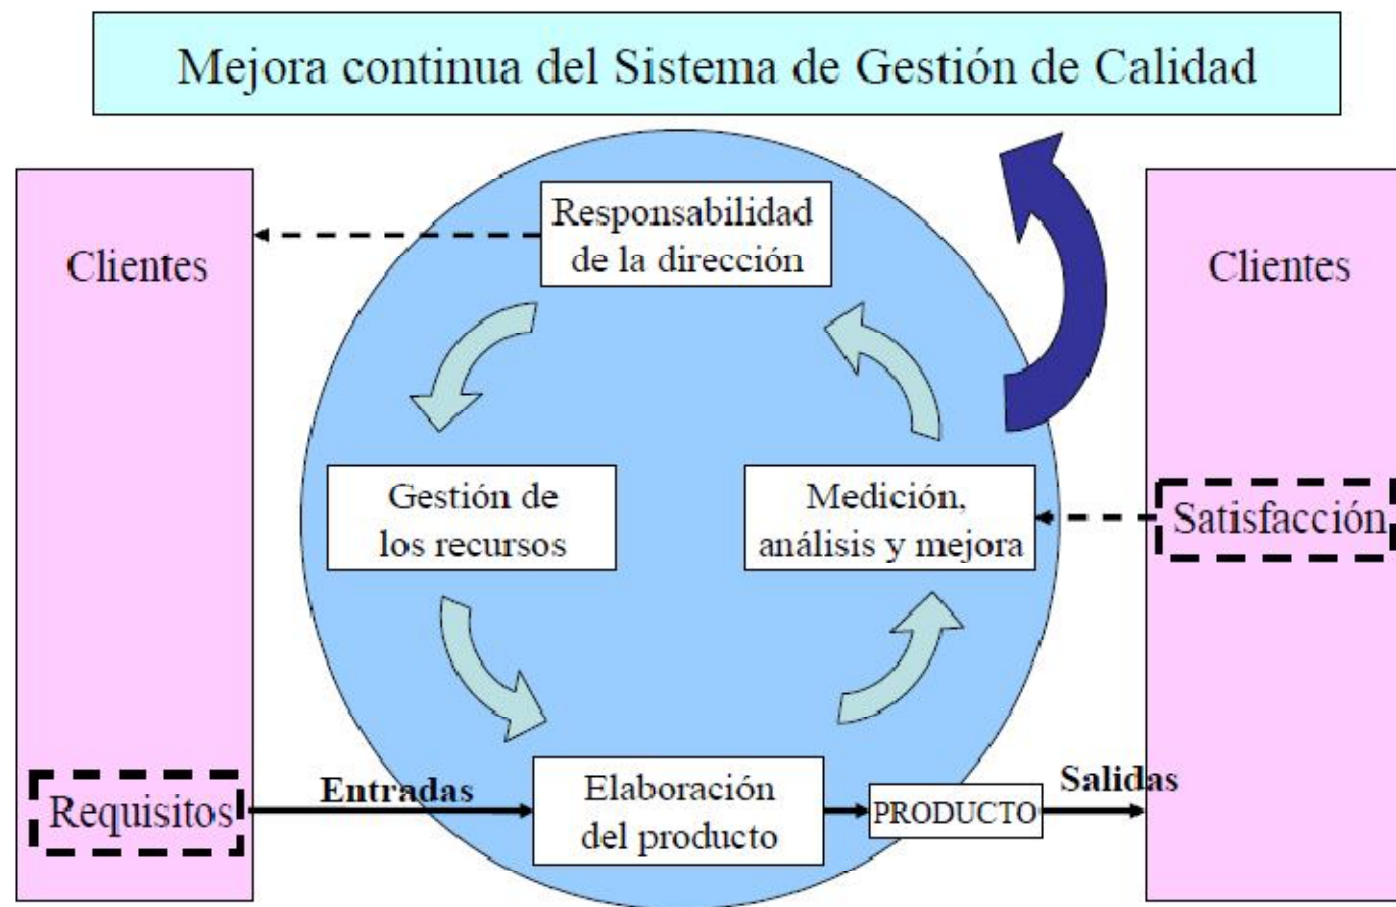 Mejora continua del Sistema de Gestión de Calidad
Responsabilidad
de la dirección
Clientes
Clientes
Gestión de
los recursos
Medición,
análisis y mejora
Satisfacción
Requisitos
Entradas
Elaboración
del producto
PRODUCTO
Salidas